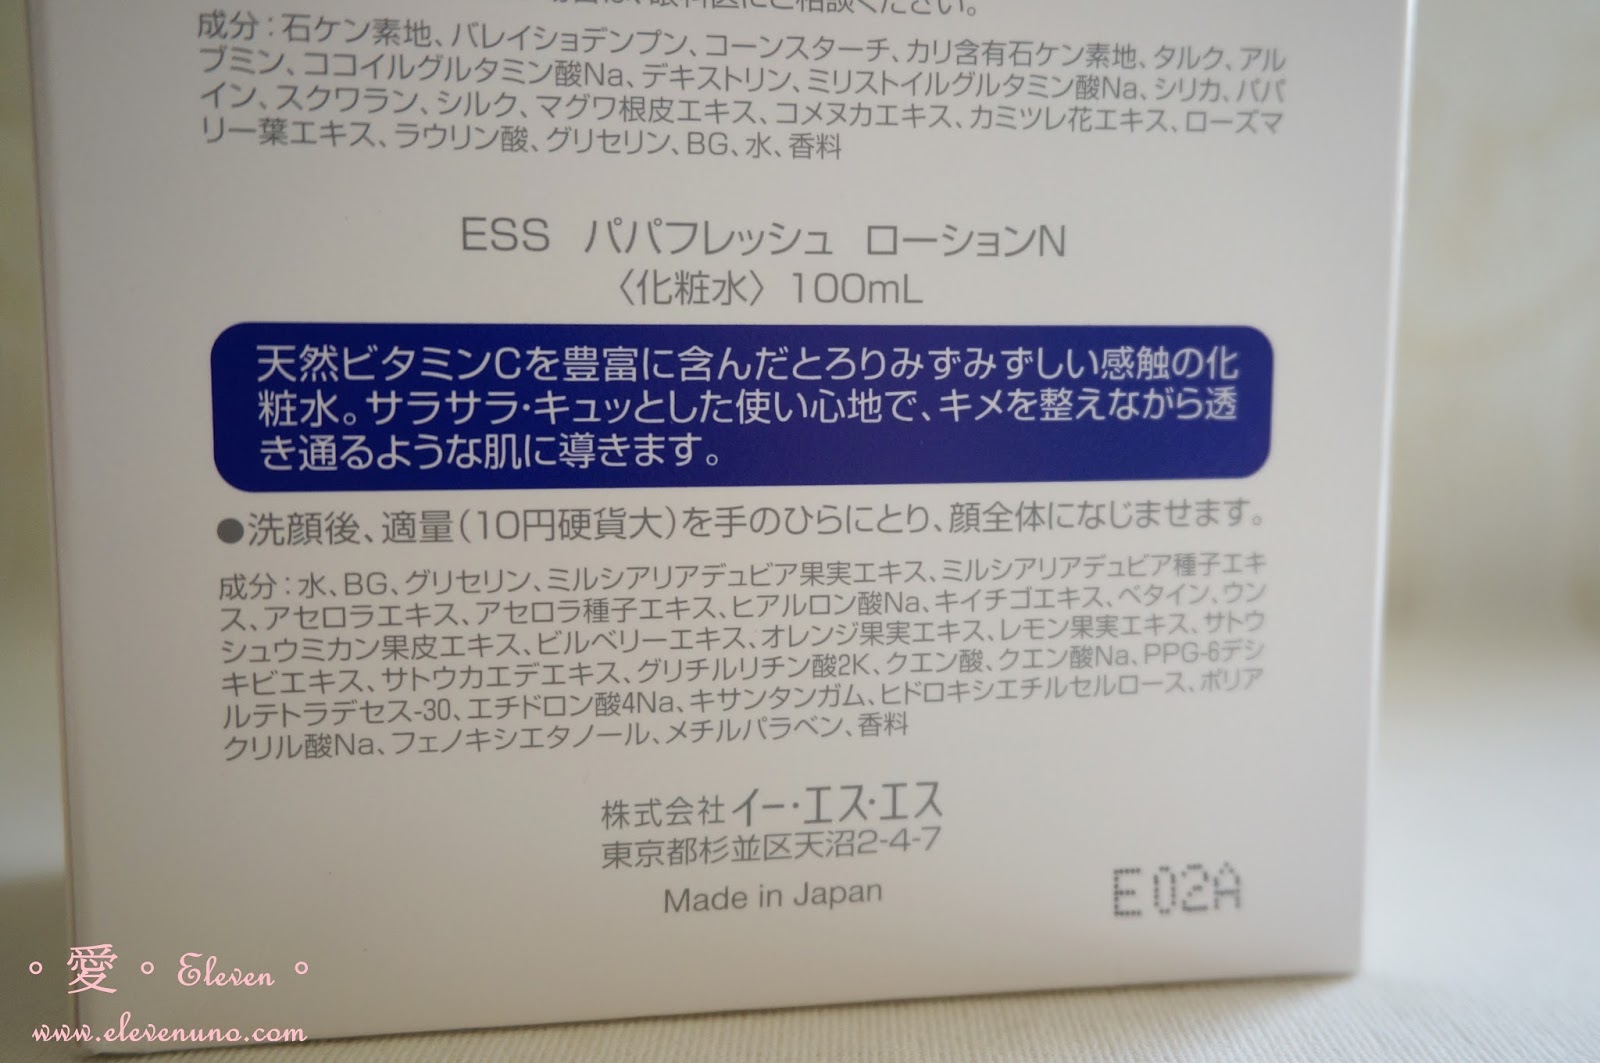 ご相談ください。
成分：石ケン素地、バレイショデンプン、コーンスターチ、カリ含有石ケン素地、タルク、アル
ブミン、ココイルグルタミン酸Na、デキストリン、ミリストイルグルタミン酸Na、シリカ、パパ
イン、スクワラン、シルク、マグワ根皮エキス、コメヌカエキス、カミツレ花エキス、ローズマ
リー葉エキス、ラウリン酸、グリセリン、BG、水、香料
ESS パパフレッシュ ローションN
〈化粧水〉100mL
天然ビタミンCを豊富に含んだとろりみずみずしい感触の化
粧水。サラサラ・キュッとした使い心地で、キメを整えながら透
き通るような肌に導きます。
●洗顔後、適量（10円硬貨大）を手のひらにとり、顔全体になじませます。
成分：水、BG、グリセリン、ミルシアリアデュビア果実エキス、ミルシアリアデュビア種子エキ
ス、アセロラエキス、アセロラ種子エキス、ヒアルロン酸Na、キイチゴエキス、ベタイン、ウン
シュウミカン果皮エキス、ビルベリーエキス、オレンジ果実エキス、レモン果実エキス、サトウ
キビエキス、サトウカエデエキス、グリチルリチン酸2K、クエン酸、クエン酸Na、PPG-6デシ
ルテトラデセス-30、エチドロン酸4Na、キサンタンガム、ヒドロキシエチルセルロース、ポリア
クリル酸Na、フェノキシエタノール、メチルパラベン、香料
株式会社イー・エス・エス
東京都杉並区天沼2-4-7
Made in Japan
E02A
。愛。Eleven。
www.elevenuno.com